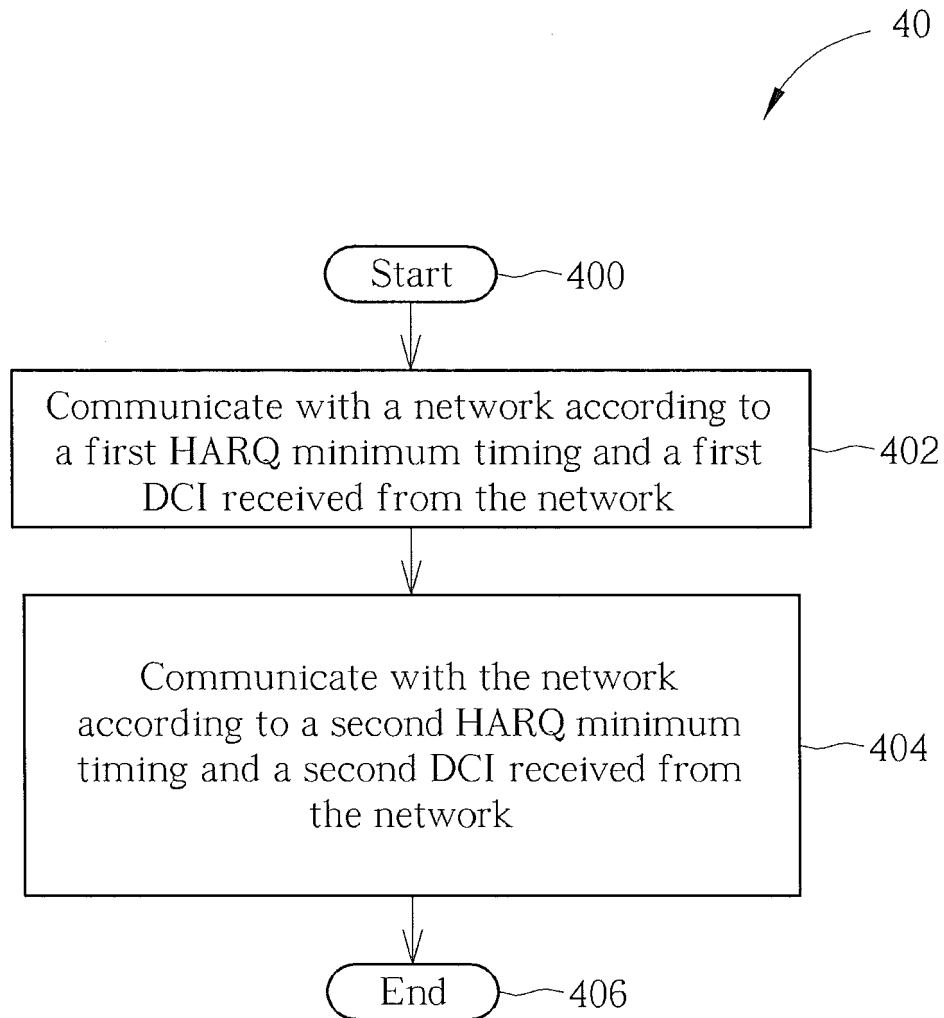 40
Start
400
Communicate with a network according to
a first HARQ minimum timing and a first
DCI received from the network
402
Communicate with the network
according to a second HARQ minimum
timing and a second DCI received from
the network
404
End
406